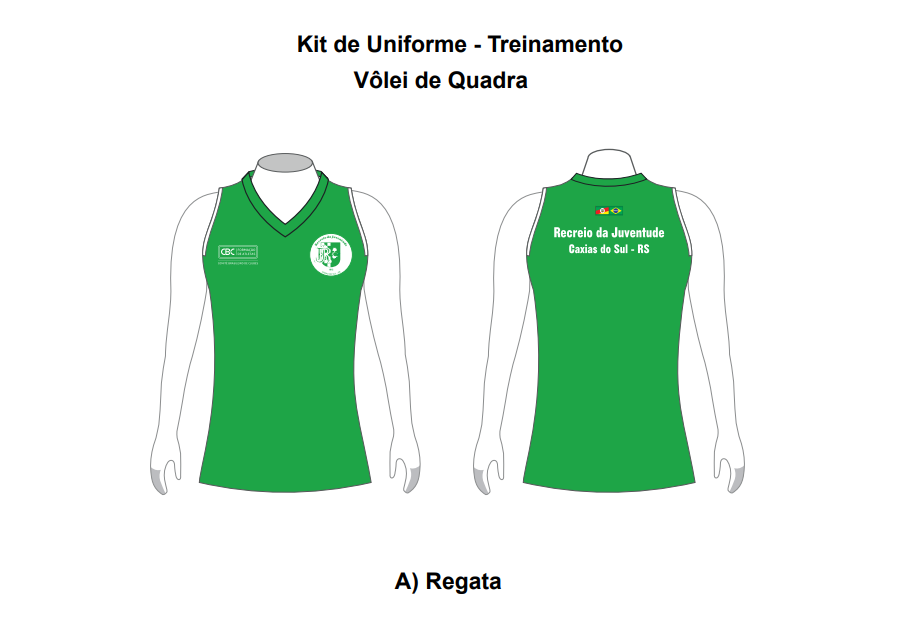 Kit de Uniforme - Treinamento
Vôlei de Quadra
CBC
Recreio da Juventude
Caxias do Sul - RS
A) Regata